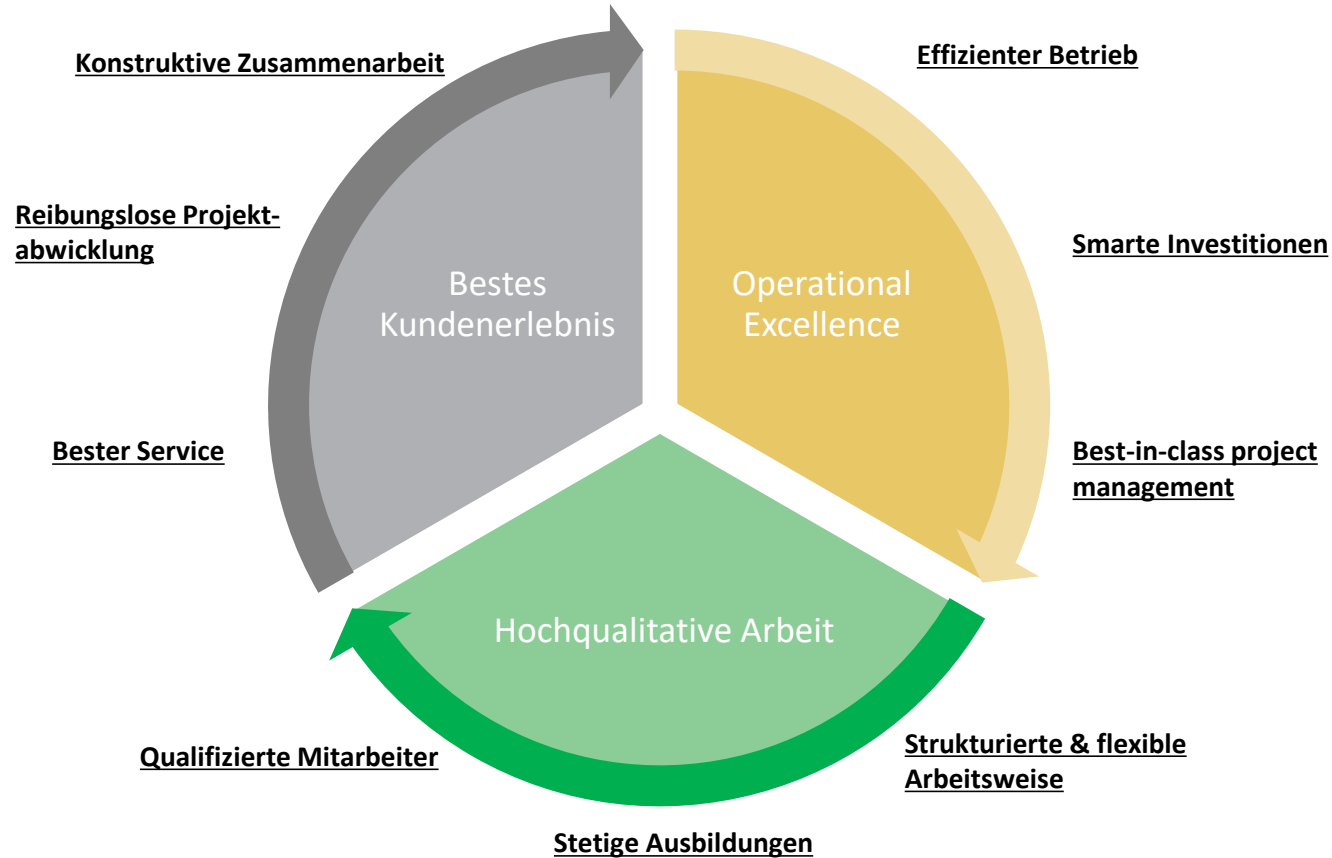 Konstruktive Zusammenarbeit
Effizienter Betrieb
Reibungslose Projekt-
abwicklung
Smarte Investitionen
Bestes
Kundenerlebnis
Operational
Excellence
Bester Service
Best-in-class project
management
Hochqualitative Arbeit
Qualifizierte Mitarbeiter
Strukturierte & flexible
Arbeitsweise
Stetige Ausbildungen